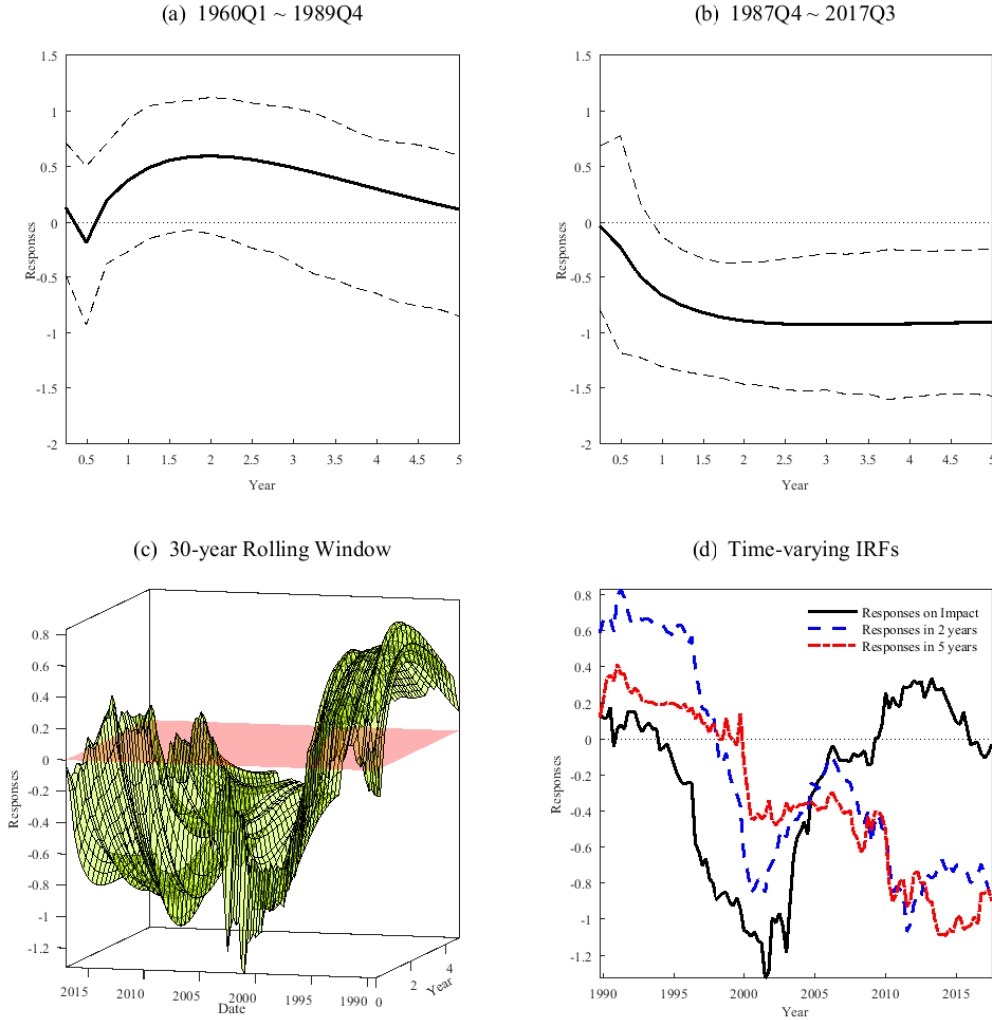 (a) 1960Q1 ~ 1989Q4
1.5
1
0.5
0
-0.5
-1
-1.5
-2
Responses
0.5 1 1.5 2 2.5 3 3.5 4 4.5 5
Year
(b) 1987Q4 ~ 2017Q3
1.5
1
0.5
0
-0.5
-1
-1.5
-2
Responses
0.5 1 1.5 2 2.5 3 3.5 4 4.5 5
Year
(c) 30-year Rolling Window
0.8
0.6
0.4
0.2
0
-0.2
-0.4
-0.6
-0.8
-1
-1.2
Responses
2015 2010 2005 2000 1995 1990
Date
0 2 4
Year
(d) Time-varying IRFs
0.8
0.6
0.4
0.2
0
-0.2
-0.4
-0.6
-0.8
-1
-1.2
Responses
Responses on Impact
Responses in 2 years
Responses in 5 years
1990 1995 2000 2005 2010 2015
Year